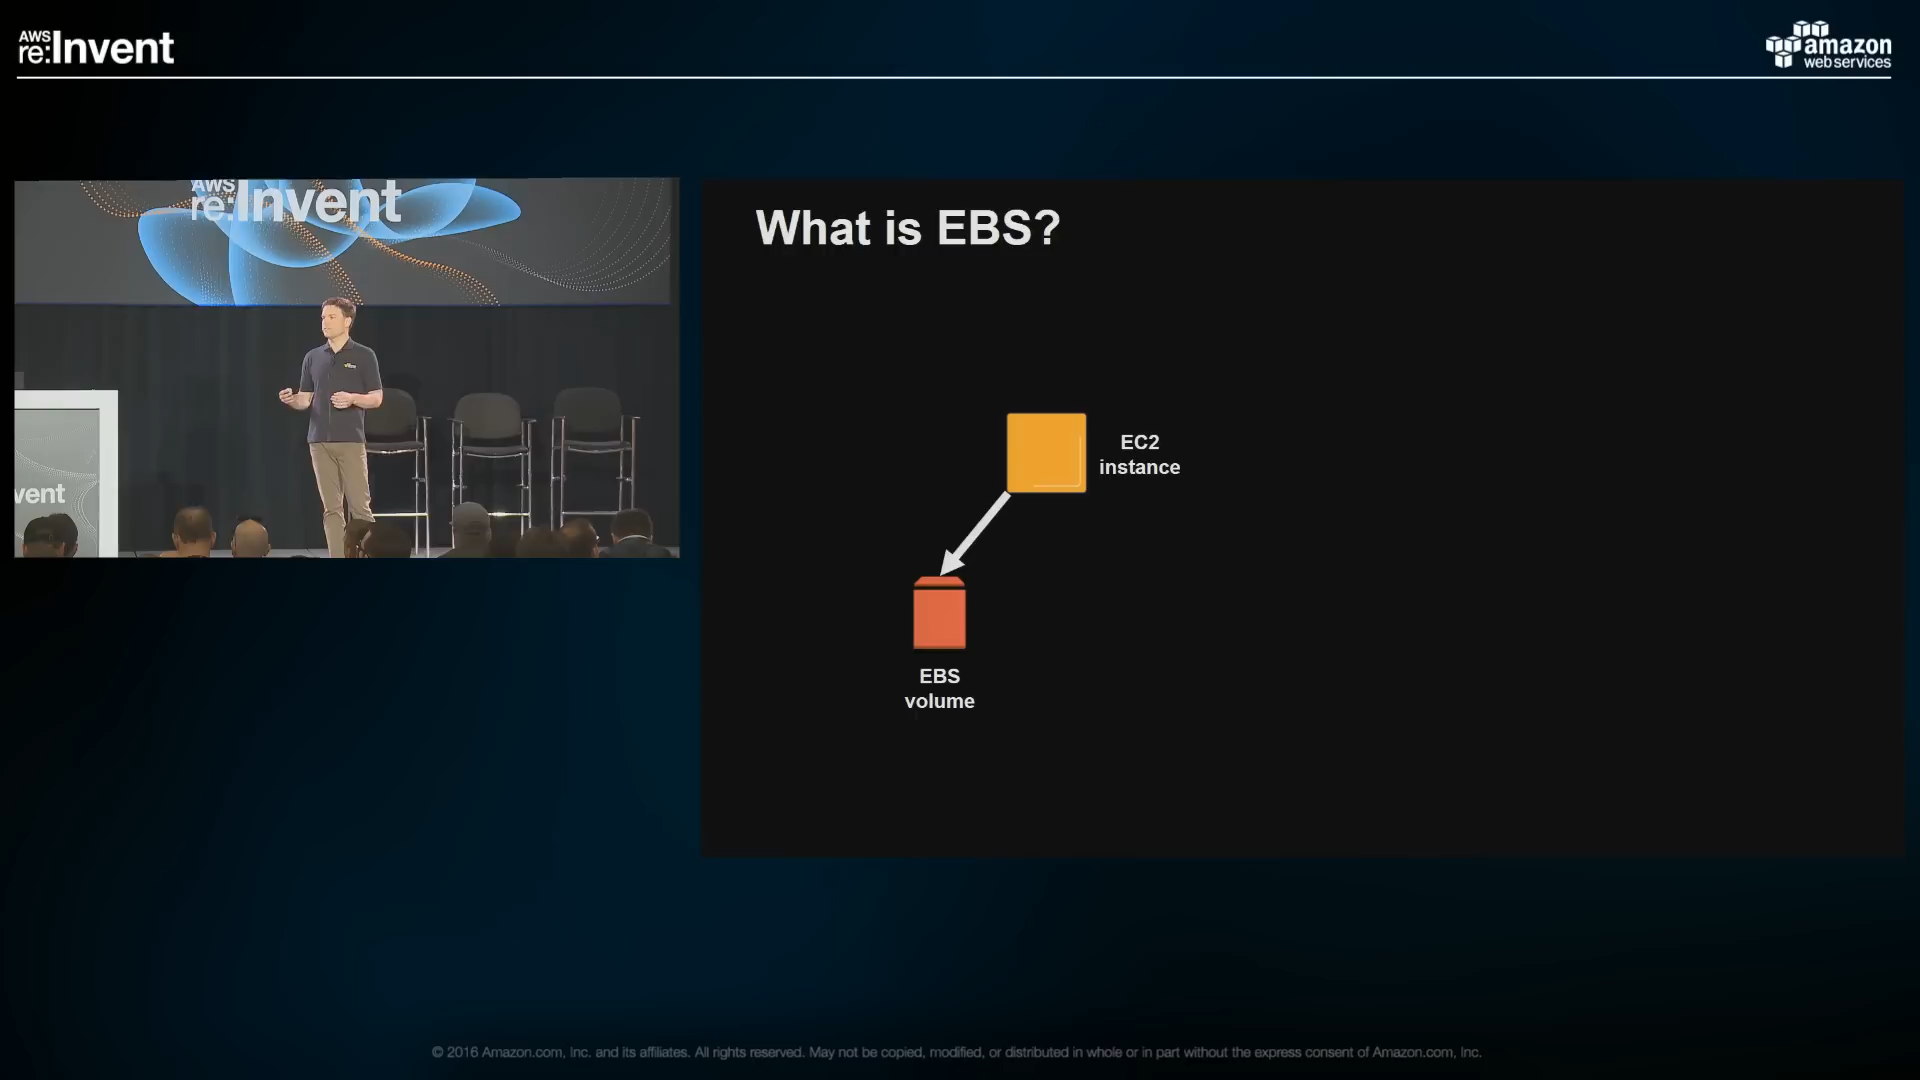 AWS
re:Invent
amazon
web services
AWS
re:Invent
vent
What is EBS?
EC2
instance
EBS
volume
© 2016 Amazon.com, Inc. and its affiliates. All rights reserved. May not be copied, modified, or distributed in whole or in part without the express consent of Amazon.com, Inc.